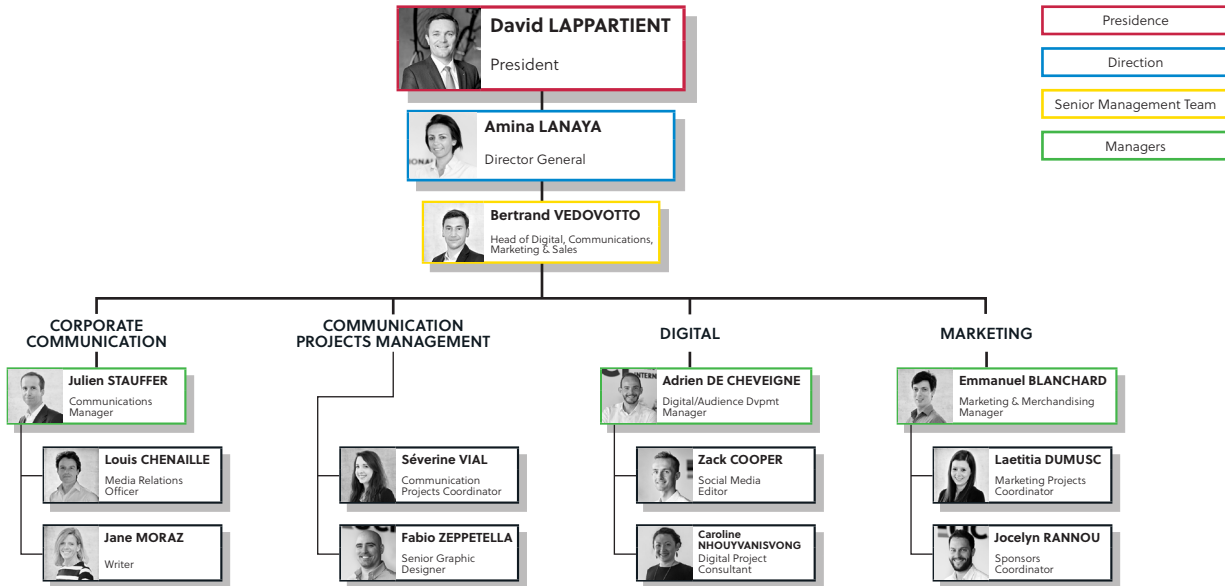 David LAPPARTIENT
President
Presidence
Direction
Senior Management Team
Managers
Amina LANAYA
Director General
Bertrand VEDOVOTTO
Head of Digital, Communications,
Marketing & Sales
CORPORATE
COMMUNICATION
Julien STAUFFER
Communications
Manager
Louis CHENAILLE
Media Relations
Officer
Jane MORAZ
Writer
COMMUNICATION
PROJECTS MANAGEMENT
Séverine VIAL
Communication
Projects Coordinator
Fabio ZEPPETELLA
Senior Graphic
Designer
DIGITAL
Adrien DE CHEVEIGNE
Digital/Audience Dvpmt
Manager
Zack COOPER
Social Media
Editor
Caroline
NHOUYVANISVONG
Digital Project
Consultant
MARKETING
Emmanuel BLANCHARD
Marketing & Merchandising
Manager
Laetitia DUMUSC
Marketing Projects
Coordinator
Jocelyn RANNOU
Sponsors
Coordinator